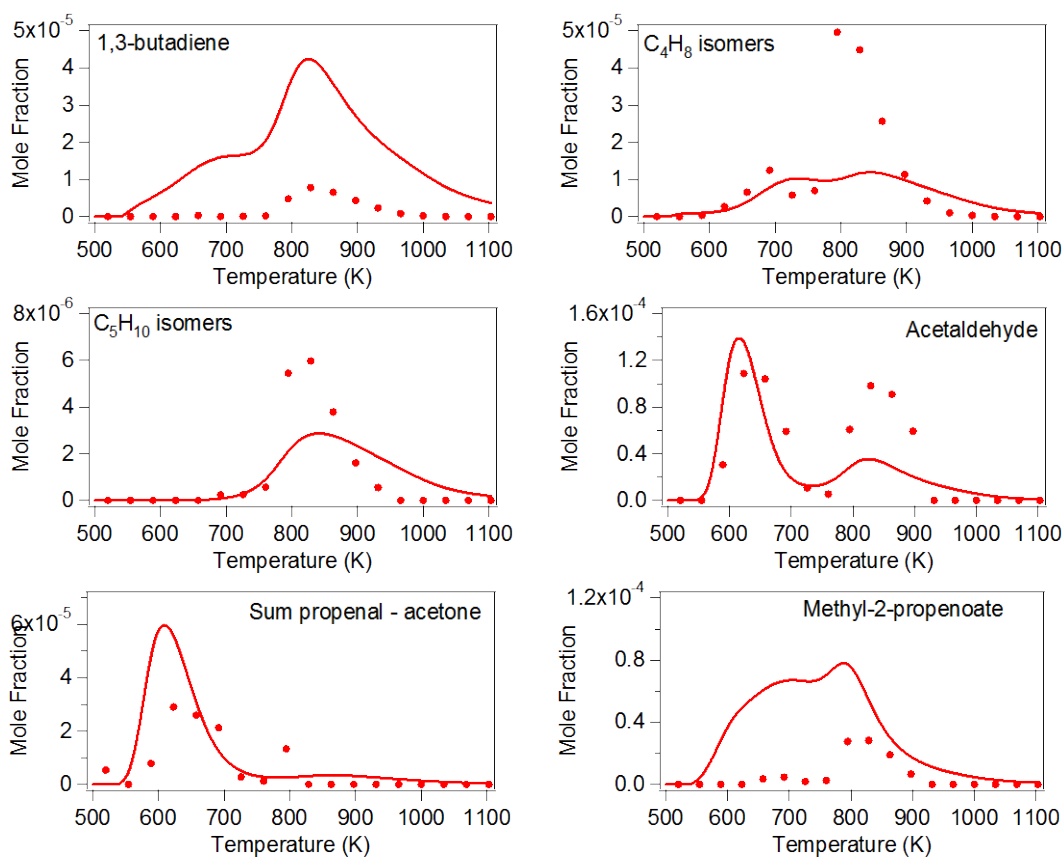 5x10-5
1,3-butadiene
4
3
2
1
0
Mole Fraction
500 600 700 800 900 1000 1100
Temperature (K)
5x10-5
C4H8 isomers
4
3
2
1
0
Mole Fraction
500 600 700 800 900 1000 1100
Temperature (K)
8x10-6
C5H10 isomers
6
4
2
0
Mole Fraction
500 600 700 800 900 1000 1100
Temperature (K)
1.6x10-4
Acetaldehyde
1.2
0.8
0.4
0.0
Mole Fraction
500 600 700 800 900 1000 1100
Temperature (K)
6x10-5
Sum propenal - acetone
4
2
0
Mole Fraction
500 600 700 800 900 1000 1100
Temperature (K)
1.2x10-4
Methyl-2-propenoate
0.8
0.4
0.0
Mole Fraction
500 600 700 800 900 1000 1100
Temperature (K)